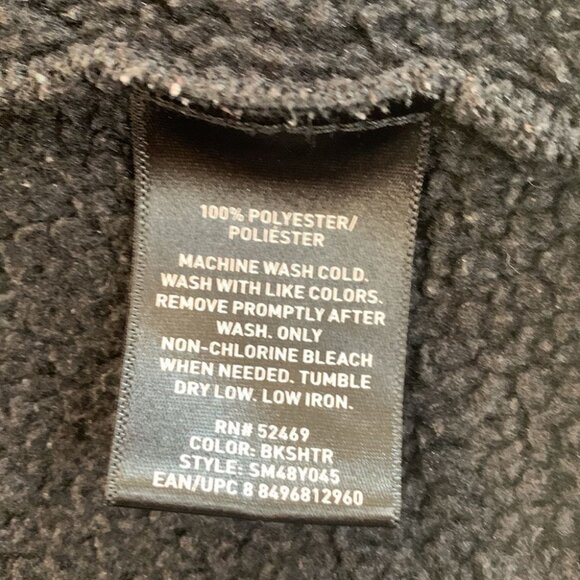 100% POLYESTER/
POLIÉSTER
MACHINE WASH COLD.
WASH WITH LIKE COLORS.
REMOVE PROMPTLY AFTER
WASH. ONLY
NON-CHLORINE BLEACH
WHEN NEEDED. TUMBLE
DRY LOW. LOW IRON.
RN# 52469
COLOR: BKSHTR
STYLE: SM48Y045
EAN/UPC 8 8496812960